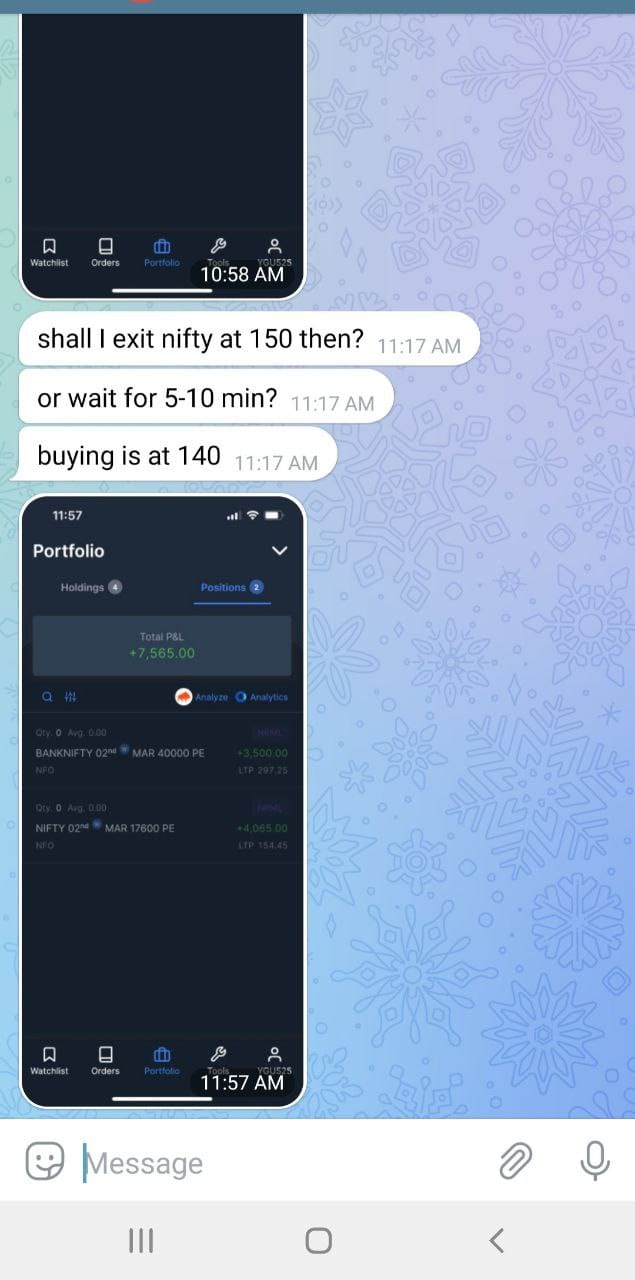 Watchlist Orders Portfolio Tools YGU525
10:58 AM
shall I exit nifty at 150 then? 11:17 AM
or wait for 5-10 min? 11:17 AM
buying is at 140 11:17 AM
11:57
Portfolio
Holdings 4 Positions 2
Total P&L
+7,565.00
Analyze Analytics
Qty. 0 Avg. 0.00 NRML
BANKNIFTY 02nd MAR 40000 PE +3,500.00
NFO LTP 297.25
Qty. 0 Avg. 0.00 NRML
NIFTY 02nd MAR 17600 PE +4,065.00
NFO LTP 154.45
Watchlist Orders Portfolio Tools YGU525
11:57 AM
Message